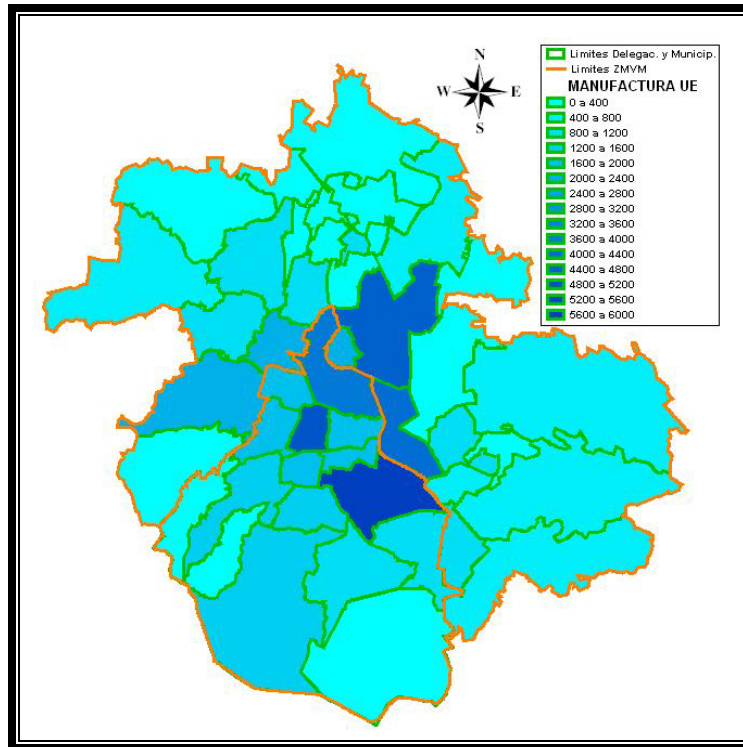 N
W E
S
Limites Delegac. y Municip.
Limites ZMVM
MANUFACTURA UE
0 a 400
400 a 800
800 a 1200
1200 a 1600
1600 a 2000
2000 a 2400
2400 a 2800
2800 a 3200
3200 a 3600
3600 a 4000
4000 a 4400
4400 a 4800
4800 a 5200
5200 a 5600
5600 a 6000